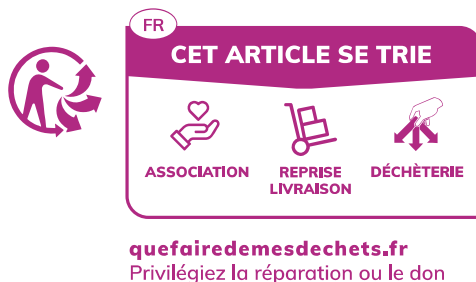 FR
CET ARTICLE SE TRIE
ASSOCIATION
REPRISE
LIVRAISON
DÉCHÈTERIE
quefairedemesdechets.fr
Privilégiez la réparation ou le don